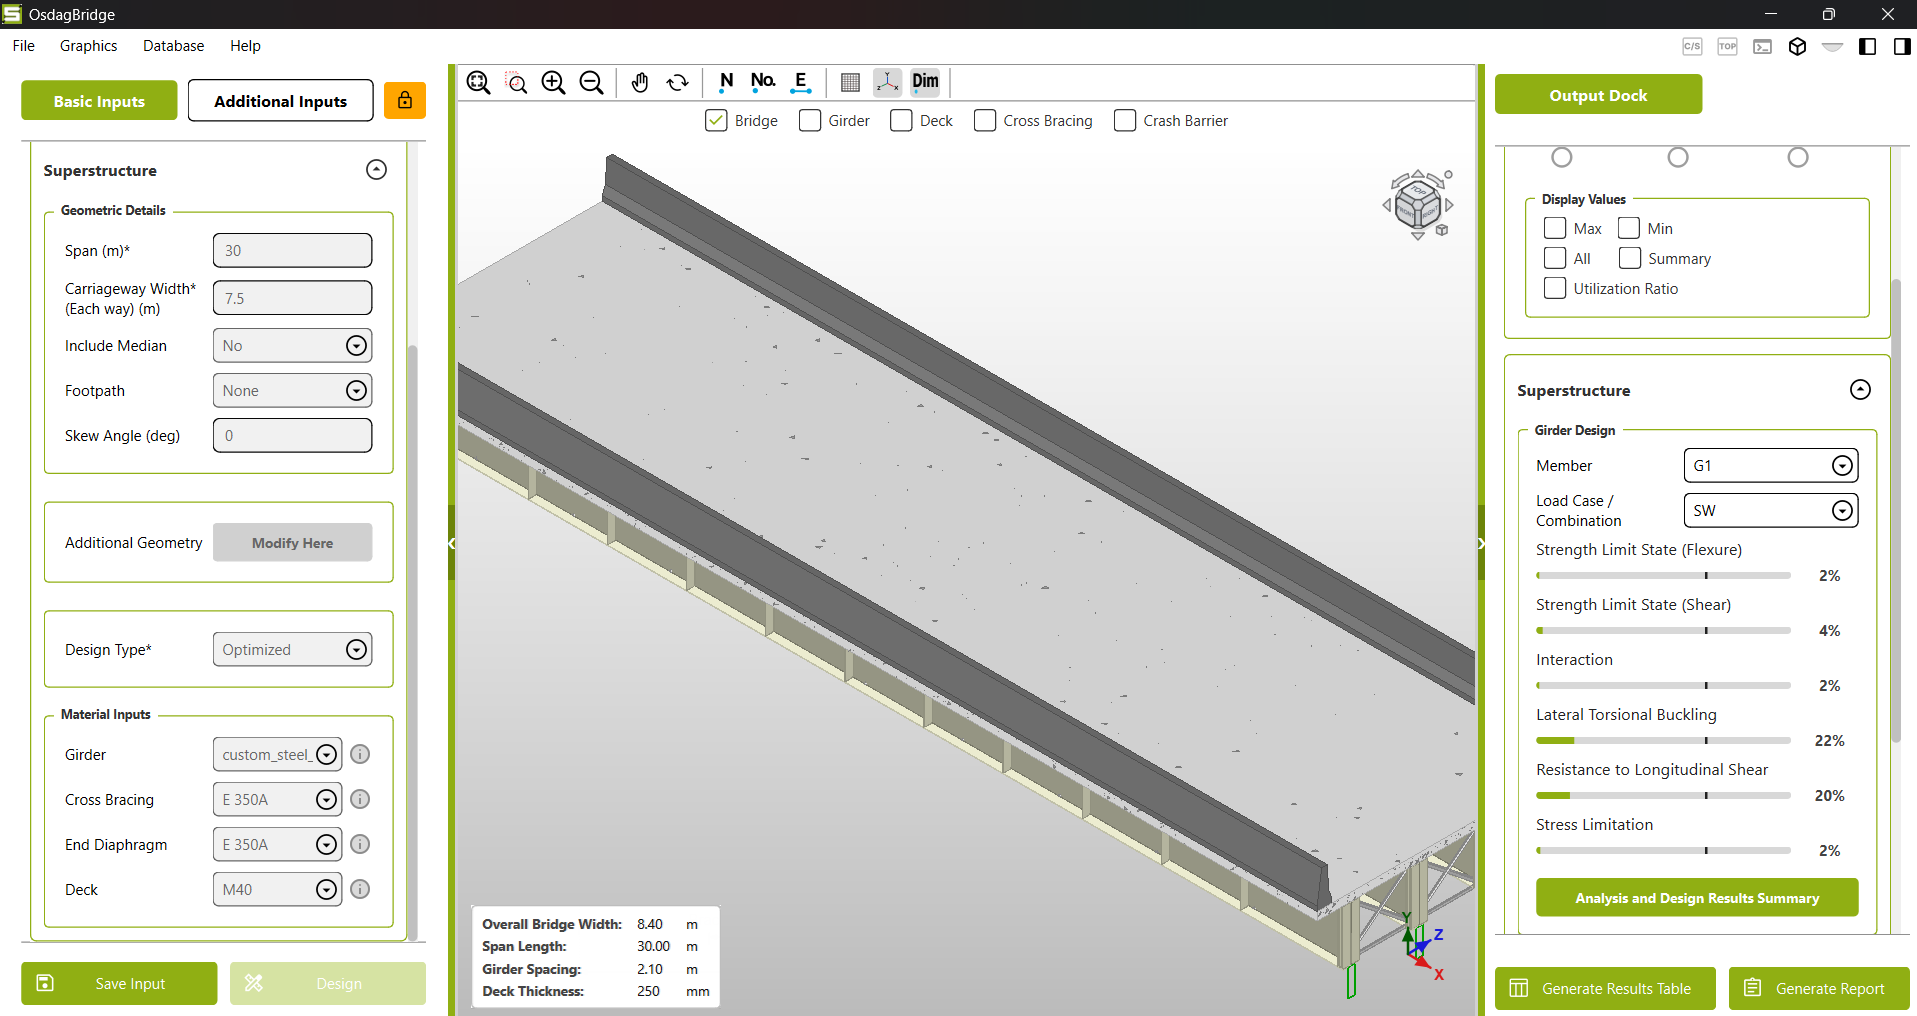 OsdagBridge
File Graphics Database Help
C/S TOP
Basic Inputs Additional Inputs
Superstructure
Geometric Details
Span (m)* 30
Carriageway Width* (Each way) (m) 7.5
Include Median No
Footpath None
Skew Angle (deg) 0
Additional Geometry Modify Here
Design Type* Optimized
Material Inputs
Girder custom_steel_
Cross Bracing E 350A
End Diaphragm E 350A
Deck M40
Save Input Design
N No. E Dim
Bridge Girder Deck Cross Bracing Crash Barrier
TOP
FRONT RIGHT
Overall Bridge Width: 8.40 m
Span Length: 30.00 m
Girder Spacing: 2.10 m
Deck Thickness: 250 mm
Y Z X
Output Dock
Display Values
Max Min
All Summary
Utilization Ratio
Superstructure
Girder Design
Member G1
Load Case / Combination SW
Strength Limit State (Flexure)
2%
Strength Limit State (Shear)
4%
Interaction
2%
Lateral Torsional Buckling
22%
Resistance to Longitudinal Shear
20%
Stress Limitation
2%
Analysis and Design Results Summary
Generate Results Table Generate Report